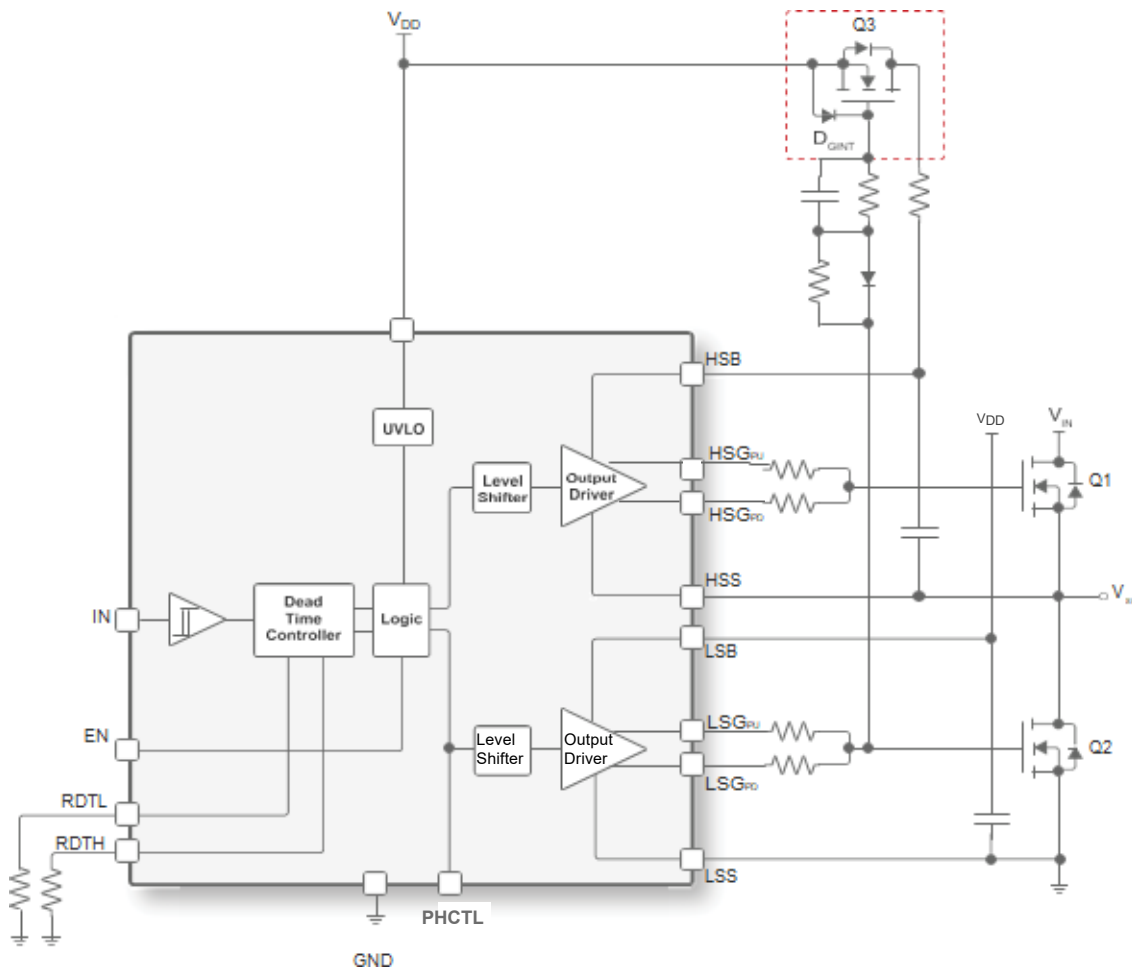 VDD
Q3
DGINT
HSB
UVLO
VDD
VIN
HSGPU
Level
Shifter
Output
Driver
Q1
HSGPD
HSS
IN
Dead
Time
Controller
Logic
LSB
LSGPU
EN
Level
Shifter
Output
Driver
Q2
LSGPD
RDTL
RDTH
LSS
PHCTL
GND